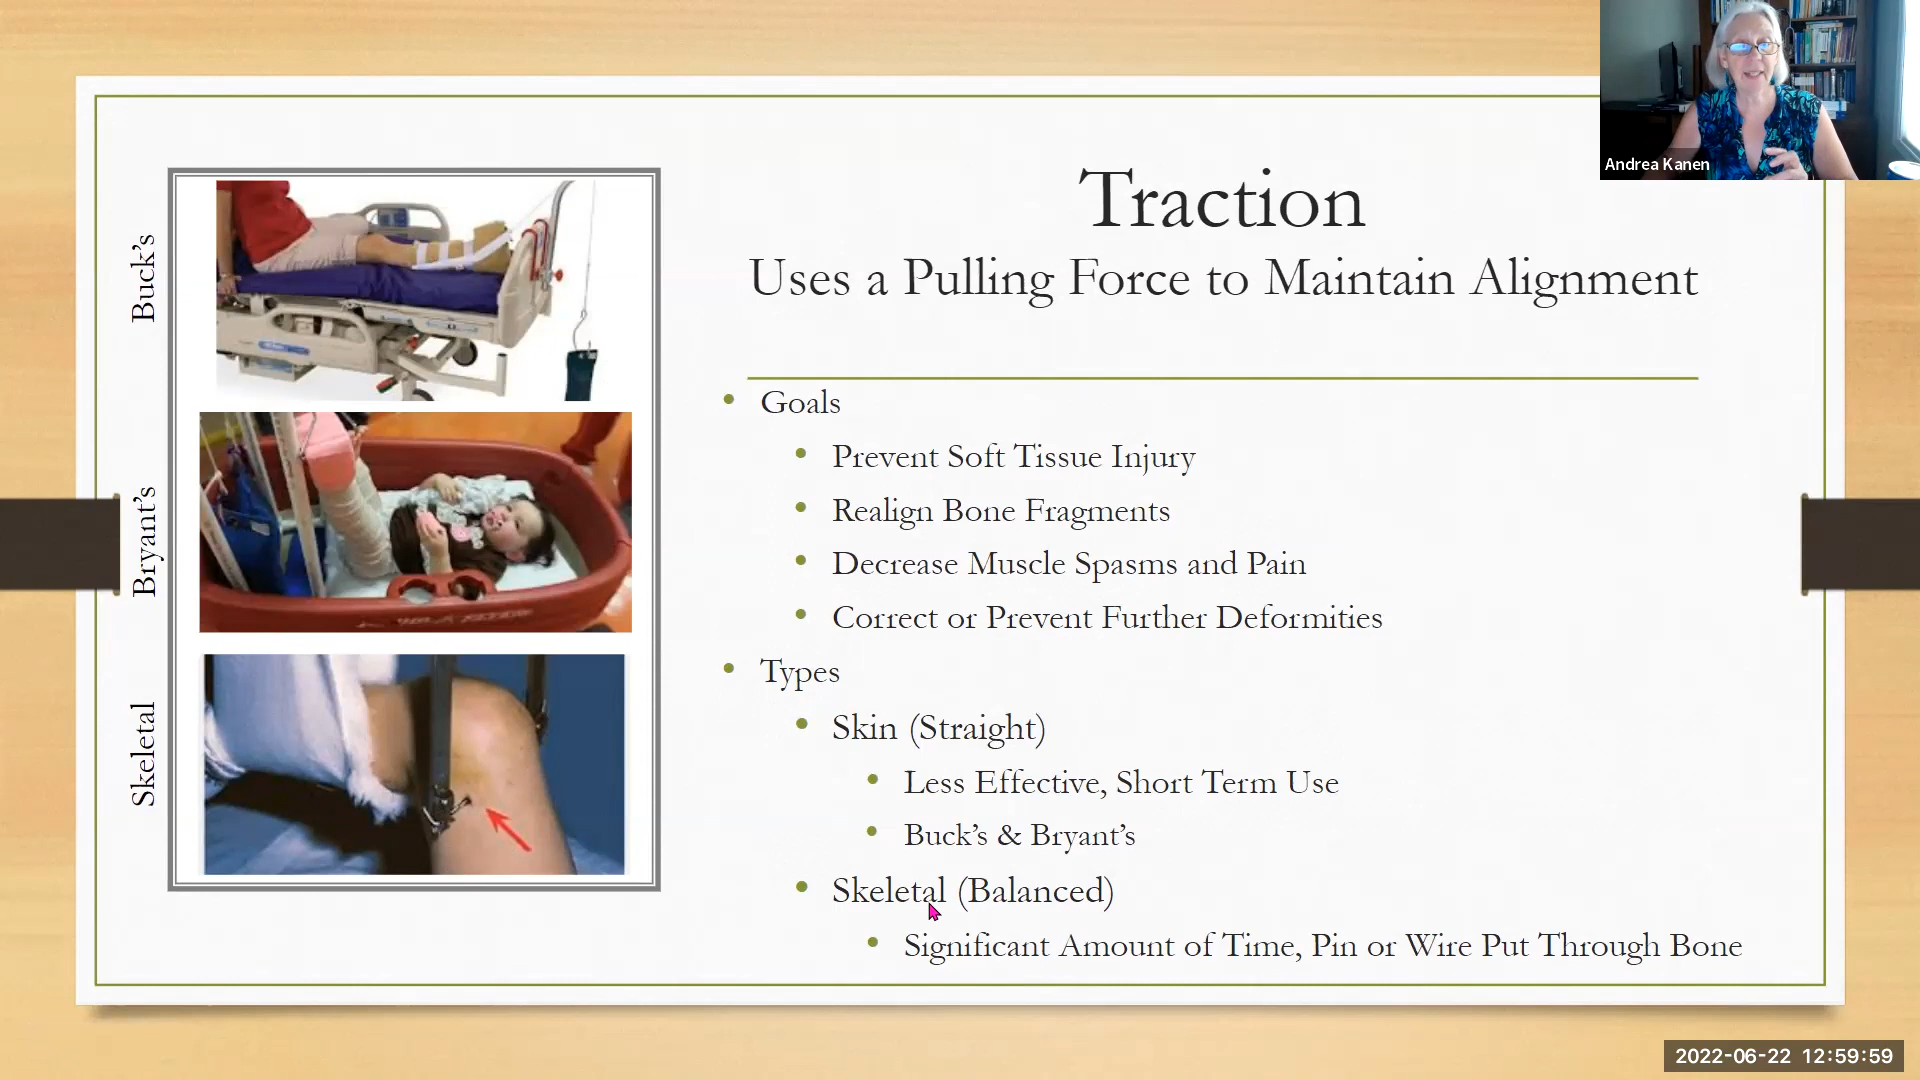 Andrea Kanen
Traction
Uses a Pulling Force to Maintain Alignment
Buck's
Bryant's
Skeletal
• Goals
• Prevent Soft Tissue Injury
• Realign Bone Fragments
• Decrease Muscle Spasms and Pain
• Correct or Prevent Further Deformities
• Types
• Skin (Straight)
• Less Effective, Short Term Use
• Buck's & Bryant's
• Skeletal (Balanced)
• Significant Amount of Time, Pin or Wire Put Through Bone
2022-06-22 12:59:59